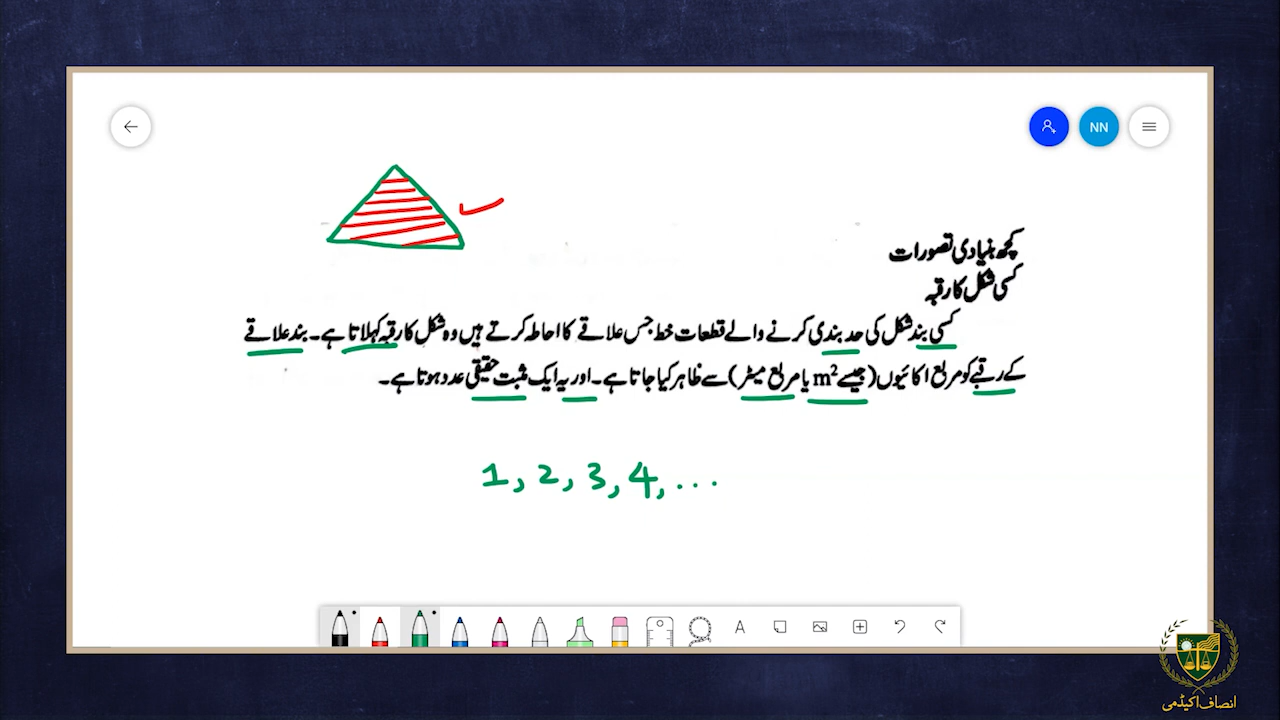 NN
کچھ بنیادی تصورات
کسی شکل کا رقبہ
کسی بند شکل کی حد بندی کرنے والے قطعات خط جس علاقے کا احاطہ کرتے ہیں وہ شکل کا رقبہ کہلاتا ہے۔ بند علاقے
کے رقبے کو مربع اکائیوں (جیسے m² یا مربع میٹر) سے ظاہر کیا جاتا ہے۔ اور یہ ایک مثبت حقیقی عدد ہوتا ہے۔
1, 2, 3, 4, ...
A
انصاف اکیڈمی